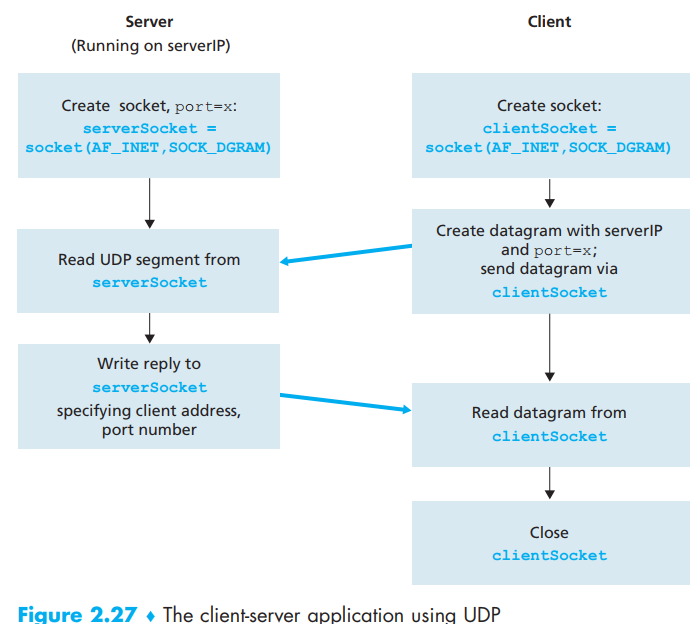 Server
(Running on serverIP)
Create socket, port=x:
serverSocket =
socket(AF_INET,SOCK_DGRAM)
Read UDP segment from
serverSocket
Write reply to
serverSocket
specifying client address,
port number
Client
Create socket:
clientSocket =
socket(AF_INET,SOCK_DGRAM)
Create datagram with serverIP
and port=x;
send datagram via
clientSocket
Read datagram from
clientSocket
Close
clientSocket
Figure 2.27 ♦ The client-server application using UDP